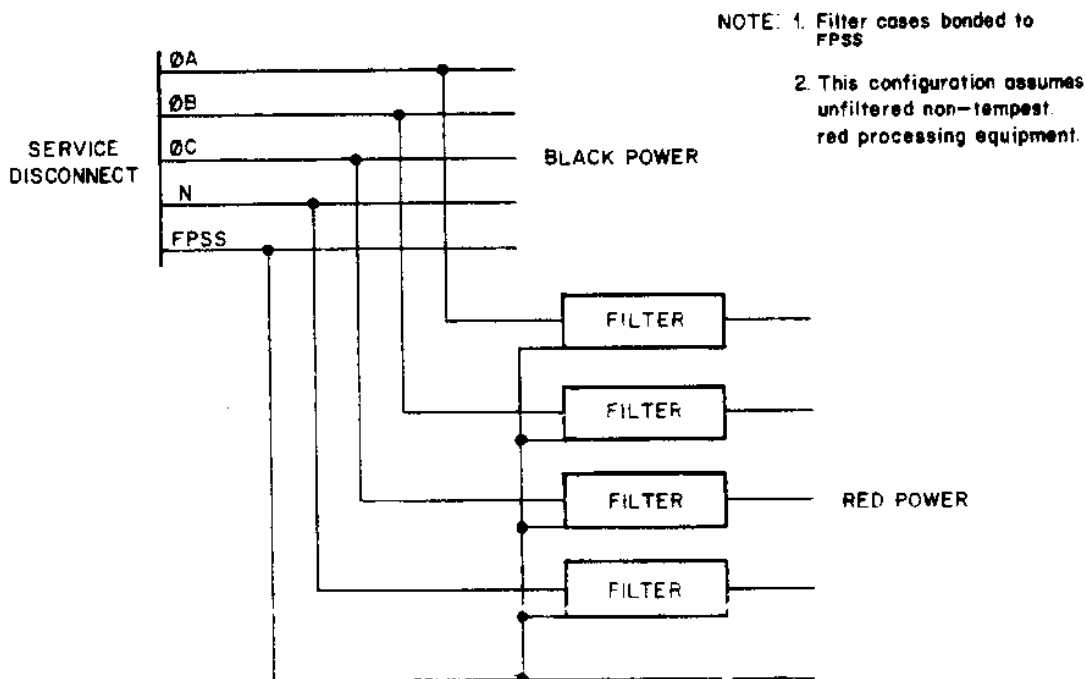 NOTE: 1. Filter cases bonded to
FPSS
2. This configuration assumes
unfiltered non-tempest.
red processing equipment.
SERVICE
DISCONNECT
ØA
ØB
ØC
N
FPSS
BLACK POWER
FILTER
FILTER
FILTER
FILTER
RED POWER